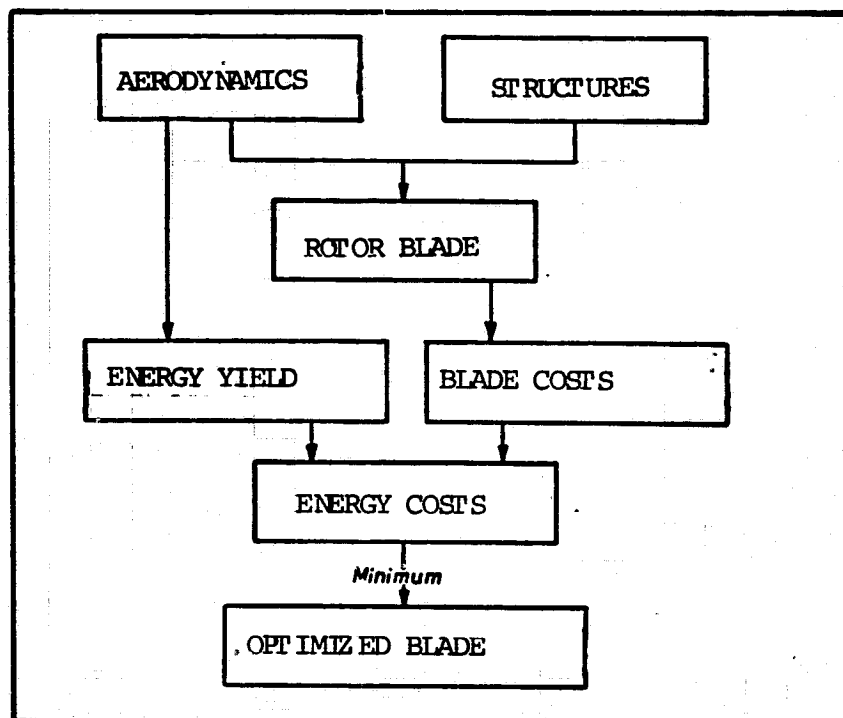 AERODYNAMICS
STRUCTURES
ROTOR BLADE
ENERGY YIELD
BLADE COSTS
ENERGY COSTS
Minimum
OPTIMIZED BLADE